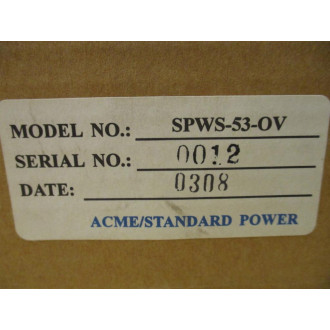 MODEL NO.: SPWS-53-OV
SERIAL NO.: 0012
DATE: 0308
ACME/STANDARD POWER